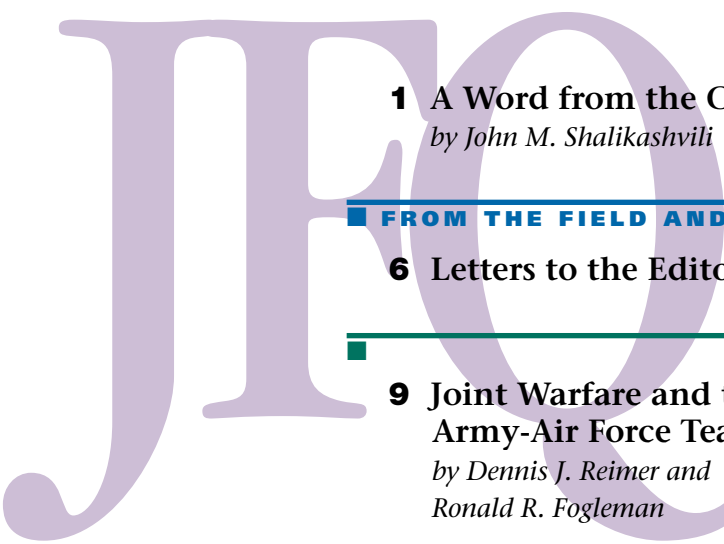 JFQ
1 A Word from the C
by John M. Shalikashvili
FROM THE FIELD AND
6 Letters to the Edito
9 Joint Warfare and t
Army-Air Force Tea
by Dennis J. Reimer and
Ronald R. Fogleman